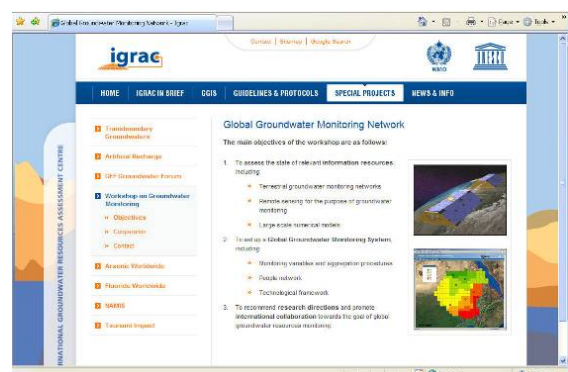 Global Groundwater Monitoring Network - Igrac
Page
Tools
igrac
Contact | Sitemap | Google Search
WMO
HOME
IGRAC IN BRIEF
GGIS
GUIDELINES & PROTOCOLS
SPECIAL PROJECTS
NEWS & INFO
Transboundary
Groundwaters
Artificial Recharge
GEF Groundwater Forum
Workshop on Groundwater
Monitoring
Objectives
Contact
Arsenic Worldwide
Fluoride Worldwide
NAMIS
Tsunami Impact
Global Groundwater Monitoring Network
The main objectives of the workshop are as follows:
1. To assess the state of relevant information resources,
including:
Terrestrial groundwater monitoring networks
Remote sensing for the purpose of groundwater
monitoring
Large scale numerical models
2. To set up a Global Groundwater Monitoring System,
including:
Monitoring variables and aggregation procedures
People network
Technological framework
3. To recommend research directions and promote
international collaboration towards the goal of global
groundwater resources monitoring.
RNATIONAL GROUNDWATER RESOURCES ASSESSMENT CENTRE